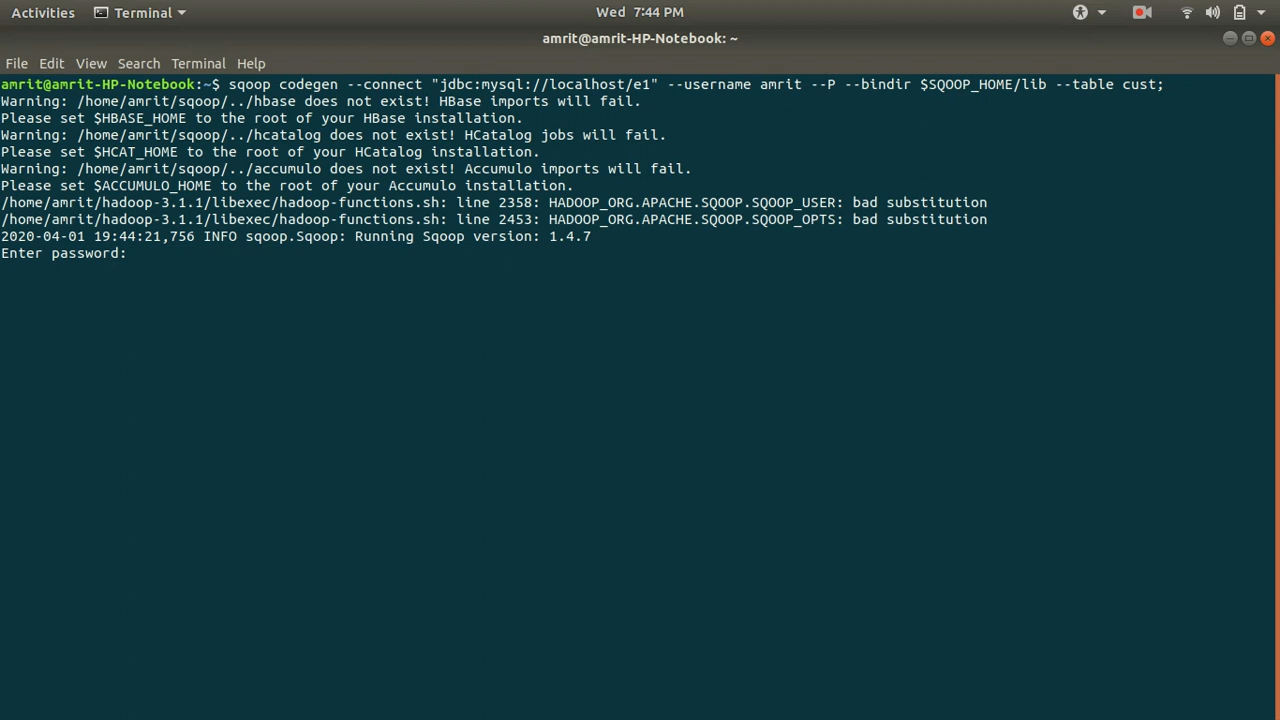 Activities Terminal Wed 7:44 PM
amrit@amrit-HP-Notebook: ~
File Edit View Search Terminal Help
amrit@amrit-HP-Notebook:~$ sqoop codegen --connect "jdbc:mysql://localhost/e1" --username amrit --P --bindir $SQOOP_HOME/lib --table cust;
Warning: /home/amrit/sqoop/../hbase does not exist! HBase imports will fail.
Please set $HBASE_HOME to the root of your HBase installation.
Warning: /home/amrit/sqoop/../hcatalog does not exist! HCatalog jobs will fail.
Please set $HCAT_HOME to the root of your HCatalog installation.
Warning: /home/amrit/sqoop/../accumulo does not exist! Accumulo imports will fail.
Please set $ACCUMULO_HOME to the root of your Accumulo installation.
/home/amrit/hadoop-3.1.1/libexec/hadoop-functions.sh: line 2358: HADOOP_ORG.APACHE.SQOOP.SQOOP_USER: bad substitution
/home/amrit/hadoop-3.1.1/libexec/hadoop-functions.sh: line 2453: HADOOP_ORG.APACHE.SQOOP.SQOOP_OPTS: bad substitution
2020-04-01 19:44:21,756 INFO sqoop.Sqoop: Running Sqoop version: 1.4.7
Enter password: